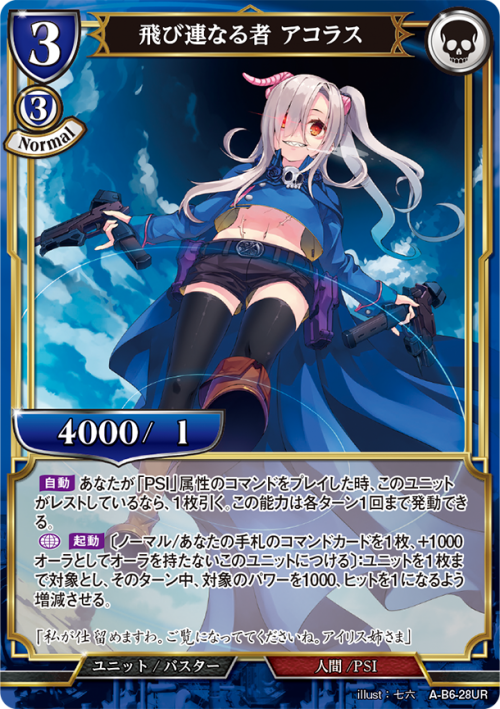 3
飛び連なる者 アコラス
3
Normal
4000/ 1
自動 あなたが「PSI」属性のコマンドをプレイした時、このユニット
がレストしているなら、1枚引く。この能力は各ターン1回まで発動でき
る。
起動 〔ノーマル/あなたの手札のコマンドカードを1枚、+1000
オーラとしてオーラを持たないこのユニットにつける〕:ユニットを1枚ま
で対象とし、そのターン中、対象のパワーを1000、ヒットを1になるよう
増減させる。
「私が仕留めますわ。ご覧になっててくださいね。アイリス姉さま」
ユニット/バスター
人間/PSI
illust:七六 A-B6-28UR